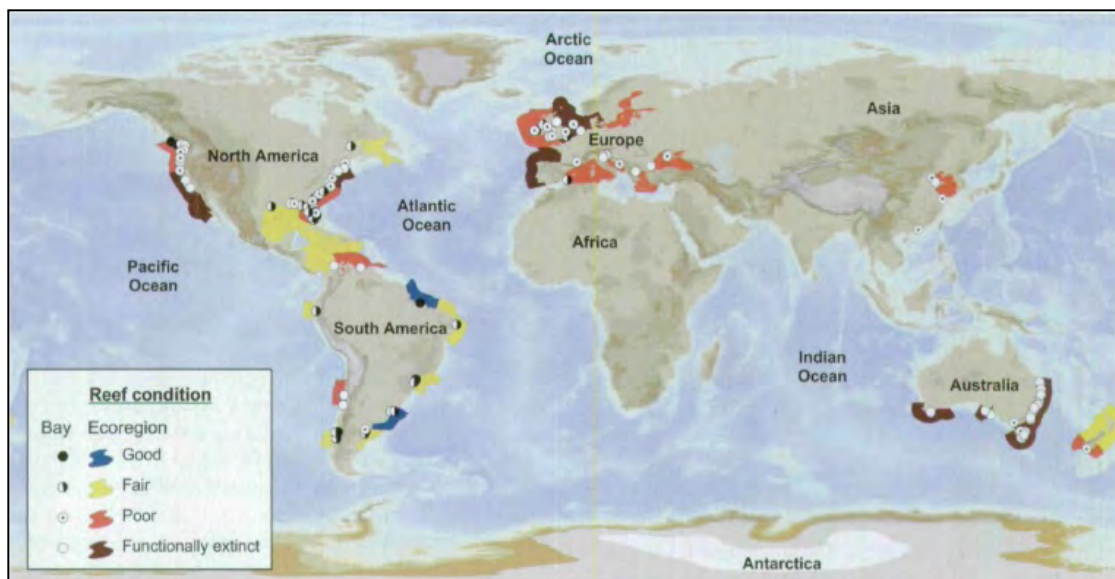 Arctic
Ocean
Asia
North America
Europe
Atlantic
Ocean
Africa
Pacific
Ocean
South America
Indian
Ocean
Australia
Reef condition
Bay Ecoregion
Good
Fair
Poor
Functionally extinct
Antarctica